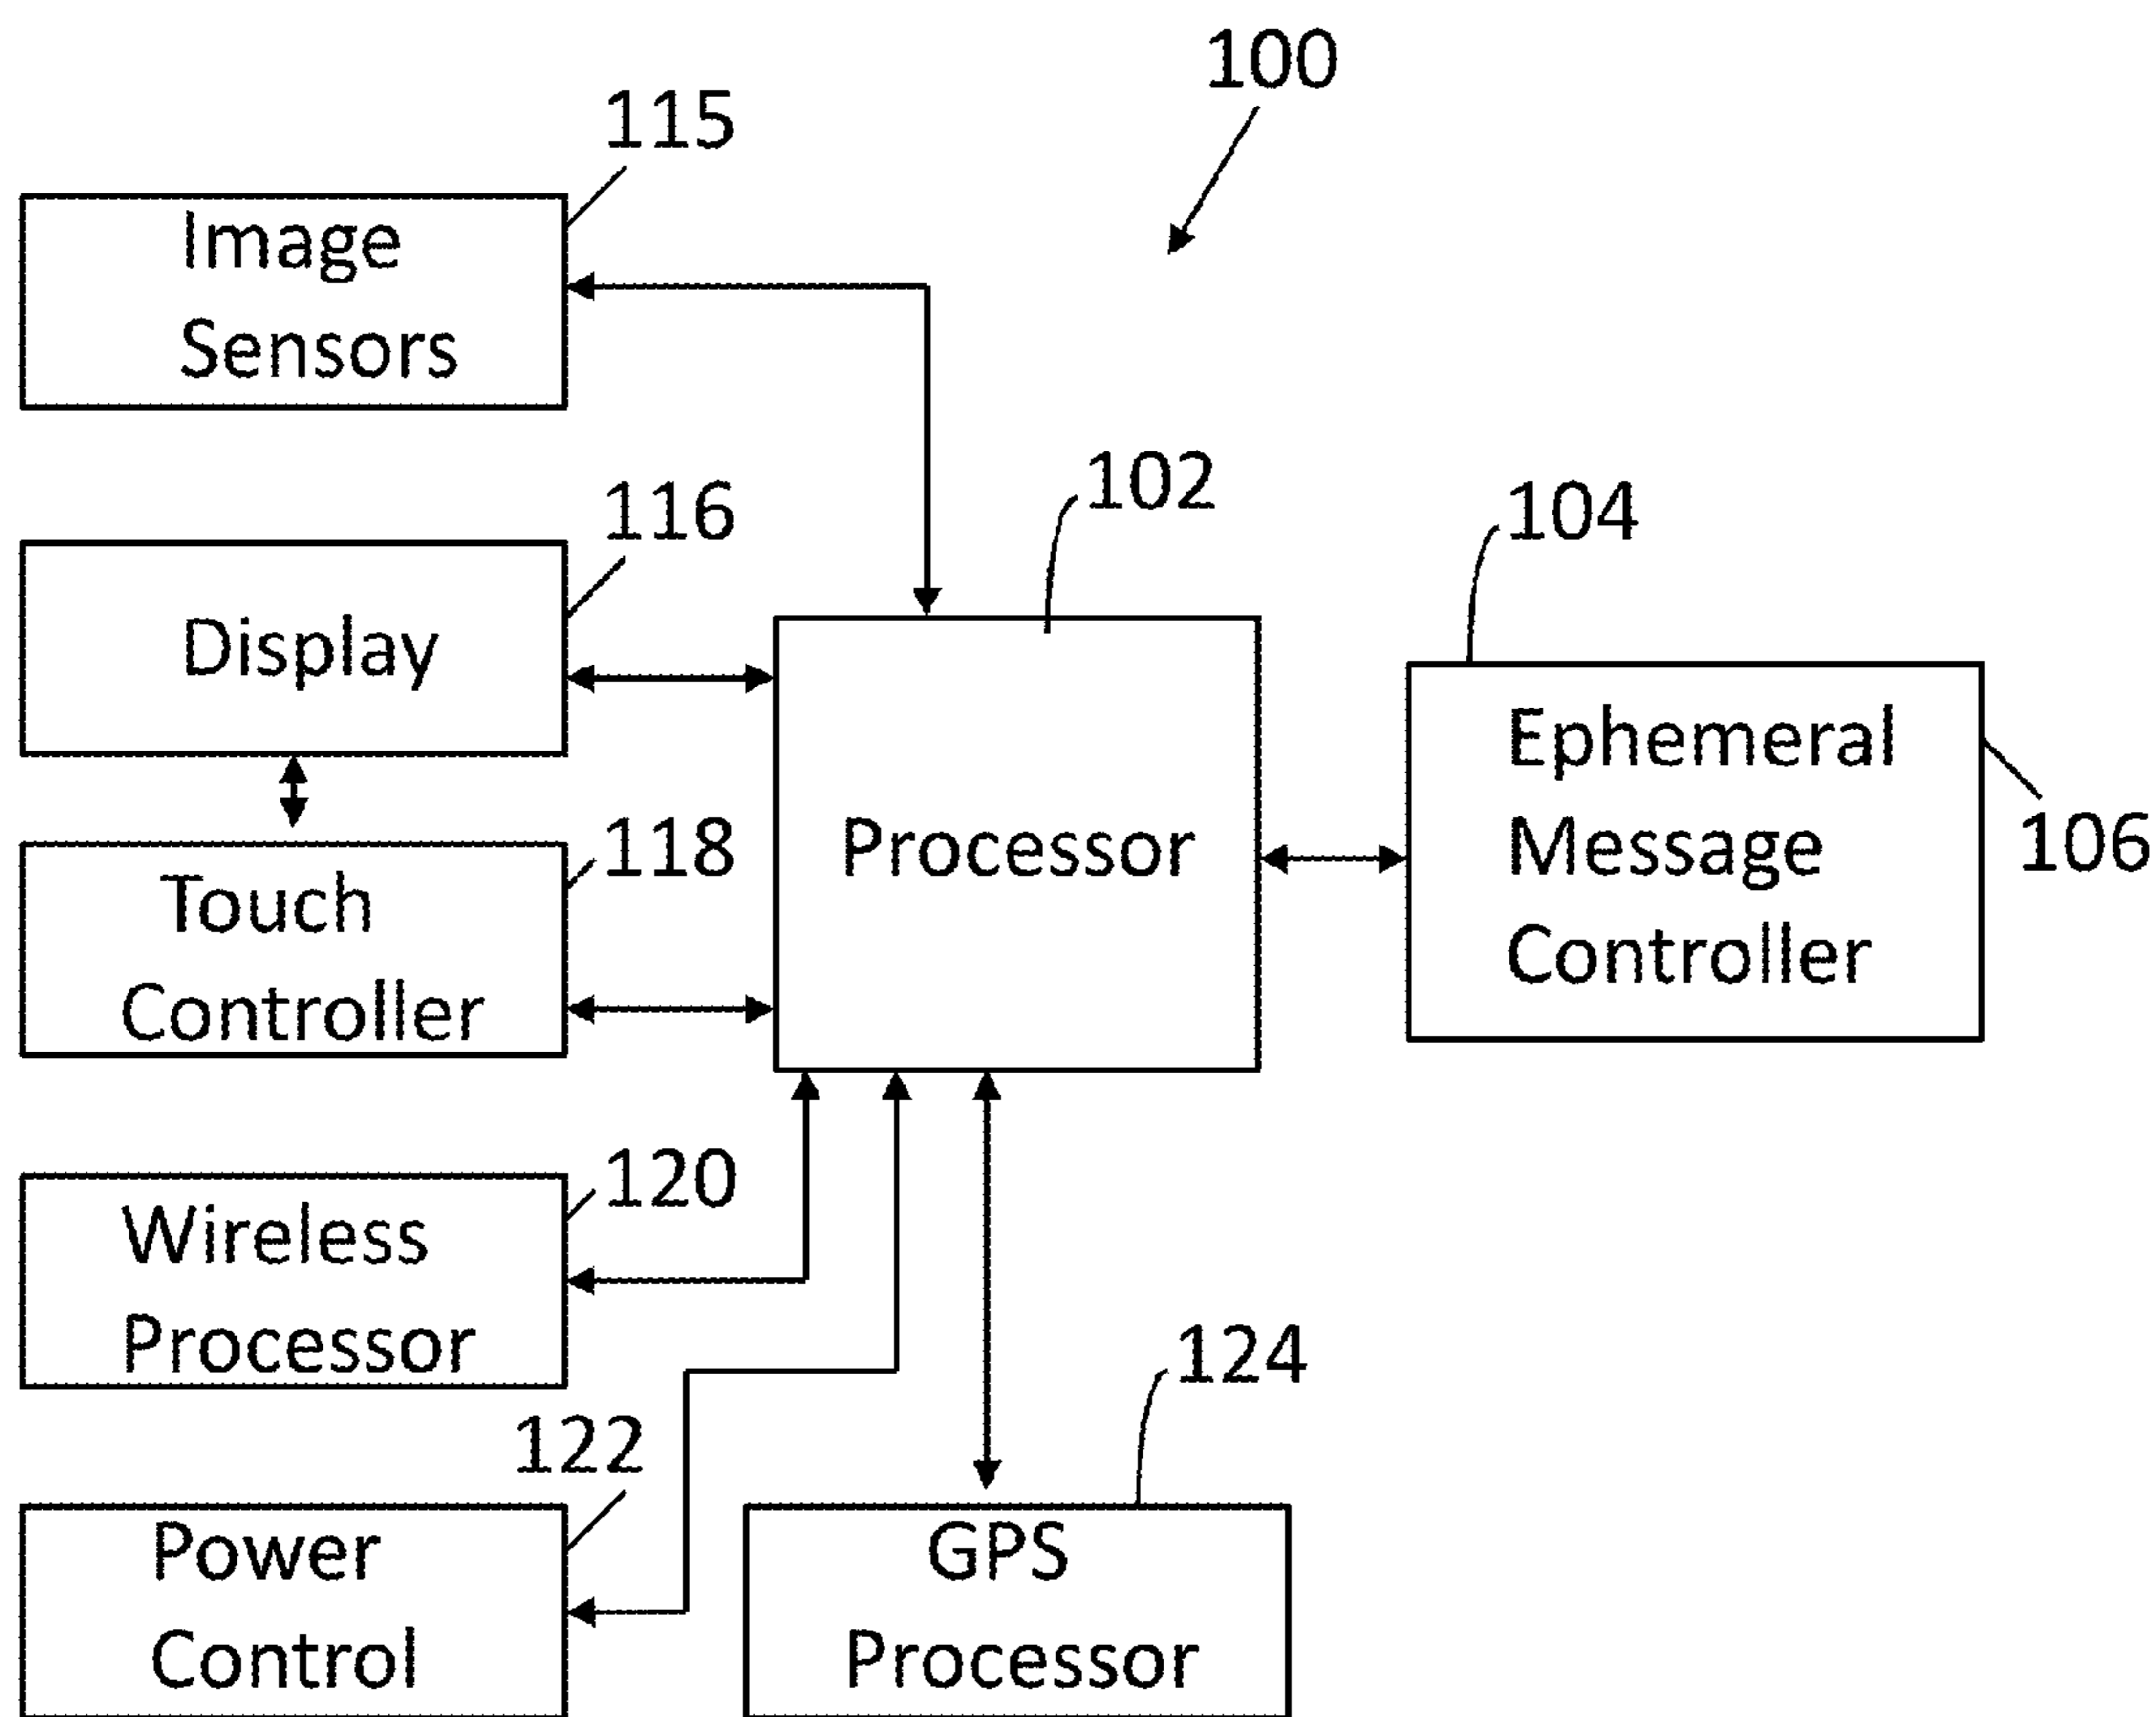 100
115
Image
Sensors
102
116
104
Display
Ephemeral
Message
Controller
106
118
Touch
Controller
Processor
120
Wireless
Processor
124
122
Power
Control
GPS
Processor